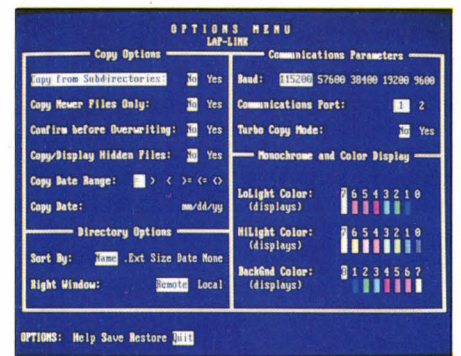 OPTIONS MENU
LAP-LINK
Copy Options
Copy from Subdirectories: No Yes
Copy Newer Files Only: No Yes
Confirm before Overwriting: No Yes
Copy/Display Hidden Files: No Yes
Copy Date Range: > < >= <= <>
Copy Date: mm/dd/yy
Directory Options
Sort By: Name .Ext Size Date None
Right Window: Remote Local
Communications Parameters
Baud: 115200 57600 38400 19200 9600
Communications Port: 1 2
Turbo Copy Mode: No Yes
Monochrome and Color Display
LoLight Color: 7 6 5 4 3 2 1 0
(displays)
HiLight Color: 7 6 5 4 3 2 1 0
(displays)
BackGnd Color: 0 1 2 3 4 5 6 7
(displays)
OPTIONS: Help Save Restore Quit